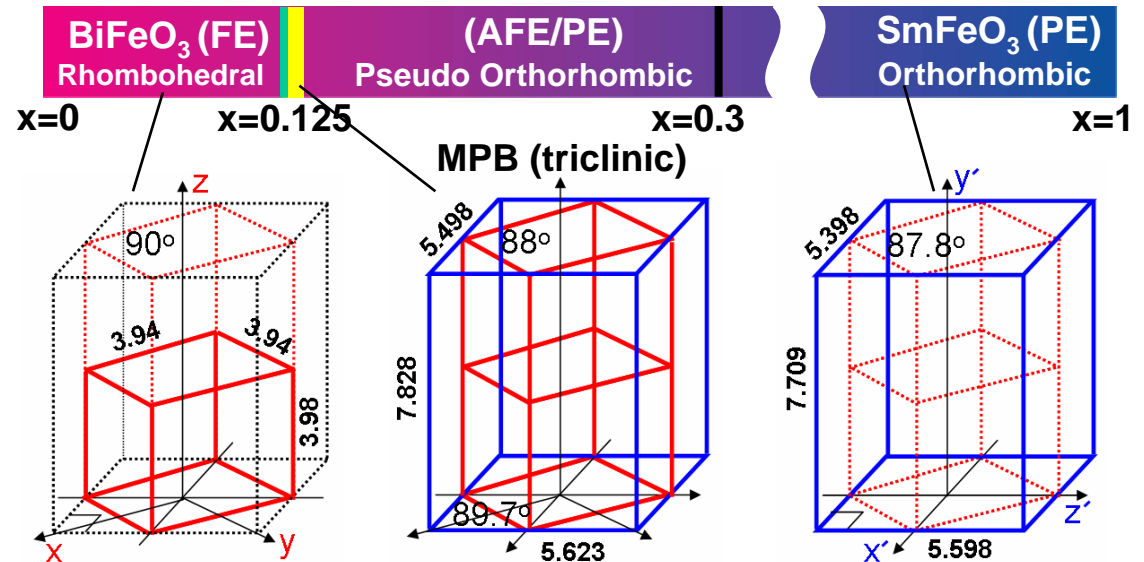 BiFeO₃ (FE)
Rhombohedral
(AFE/PE)
Pseudo Orthorhombic
SmFeO₃ (PE)
Orthorhombic
x=0
x=0.125
x=0.3
x=1
MPB (triclinic)
z
90°
3.94
3.94
3.98
x
y
5.498
88°
7.828
89.7°
5.623
y´
5.398
87.8°
7.709
z´
x´
5.598